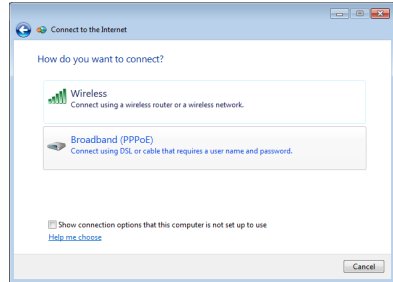 Connect to the Internet
How do you want to connect?
Wireless
Connect using a wireless router or a wireless network.
Broadband (PPPoE)
Connect using DSL or cable that requires a user name and password.
Show connection options that this computer is not set up to use
Help me choose
Cancel